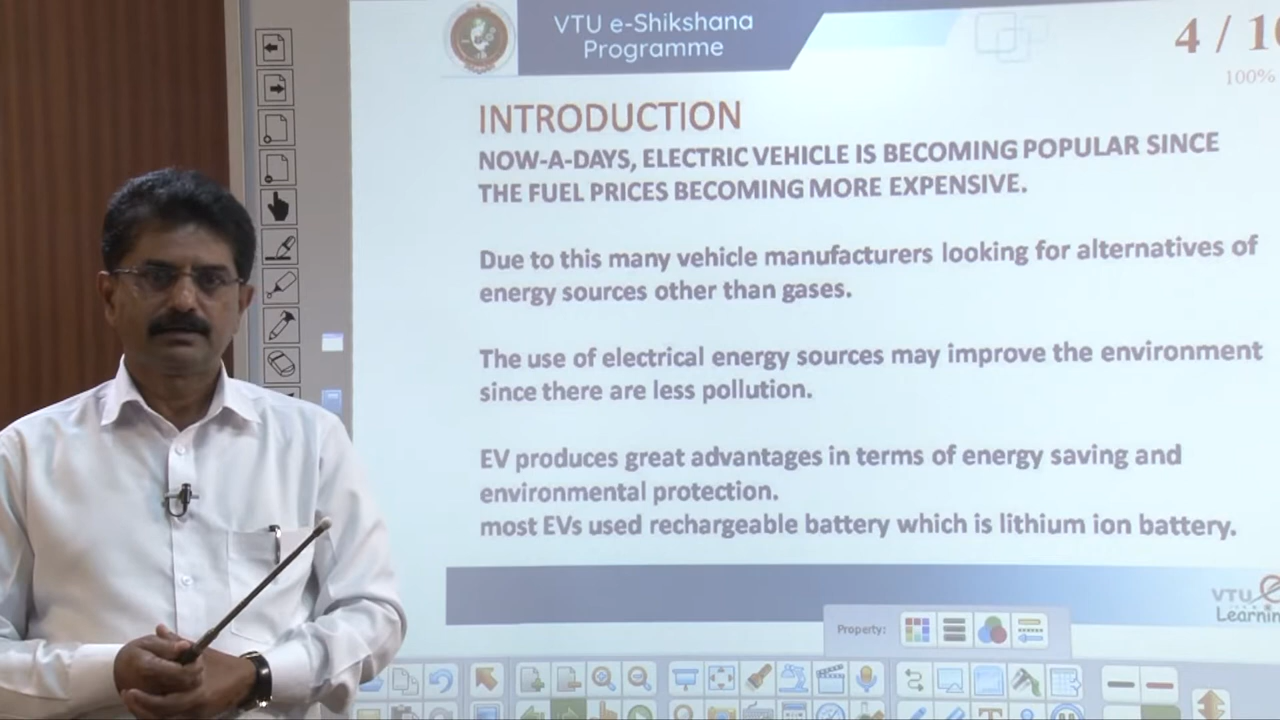 VTU e-Shikshana
Programme
4 / 10
100%
INTRODUCTION
NOW-A-DAYS, ELECTRIC VEHICLE IS BECOMING POPULAR SINCE
THE FUEL PRICES BECOMING MORE EXPENSIVE.
Due to this many vehicle manufacturers looking for alternatives of
energy sources other than gases.
The use of electrical energy sources may improve the environment
since there are less pollution.
EV produces great advantages in terms of energy saving and
environmental protection.
most EVs used rechargeable battery which is lithium ion battery.
VTU
Property: